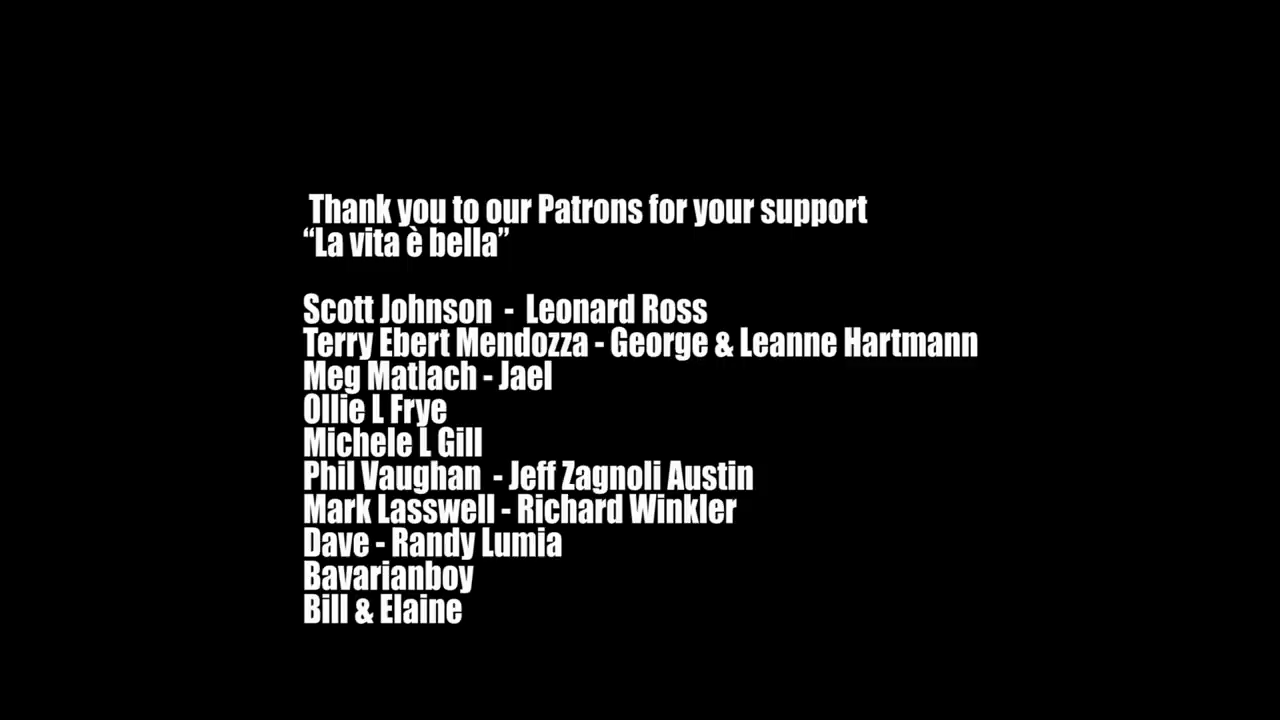 Thank you to our Patrons for your support
“La vita è bella”
Scott Johnson - Leonard Ross
Terry Ebert Mendozza - George & Leanne Hartmann
Meg Matlach - Jael
Ollie L Frye
Michele L Gill
Phil Vaughan - Jeff Zagnoli Austin
Mark Lasswell - Richard Winkler
Dave - Randy Lumia
Bavarianboy
Bill & Elaine